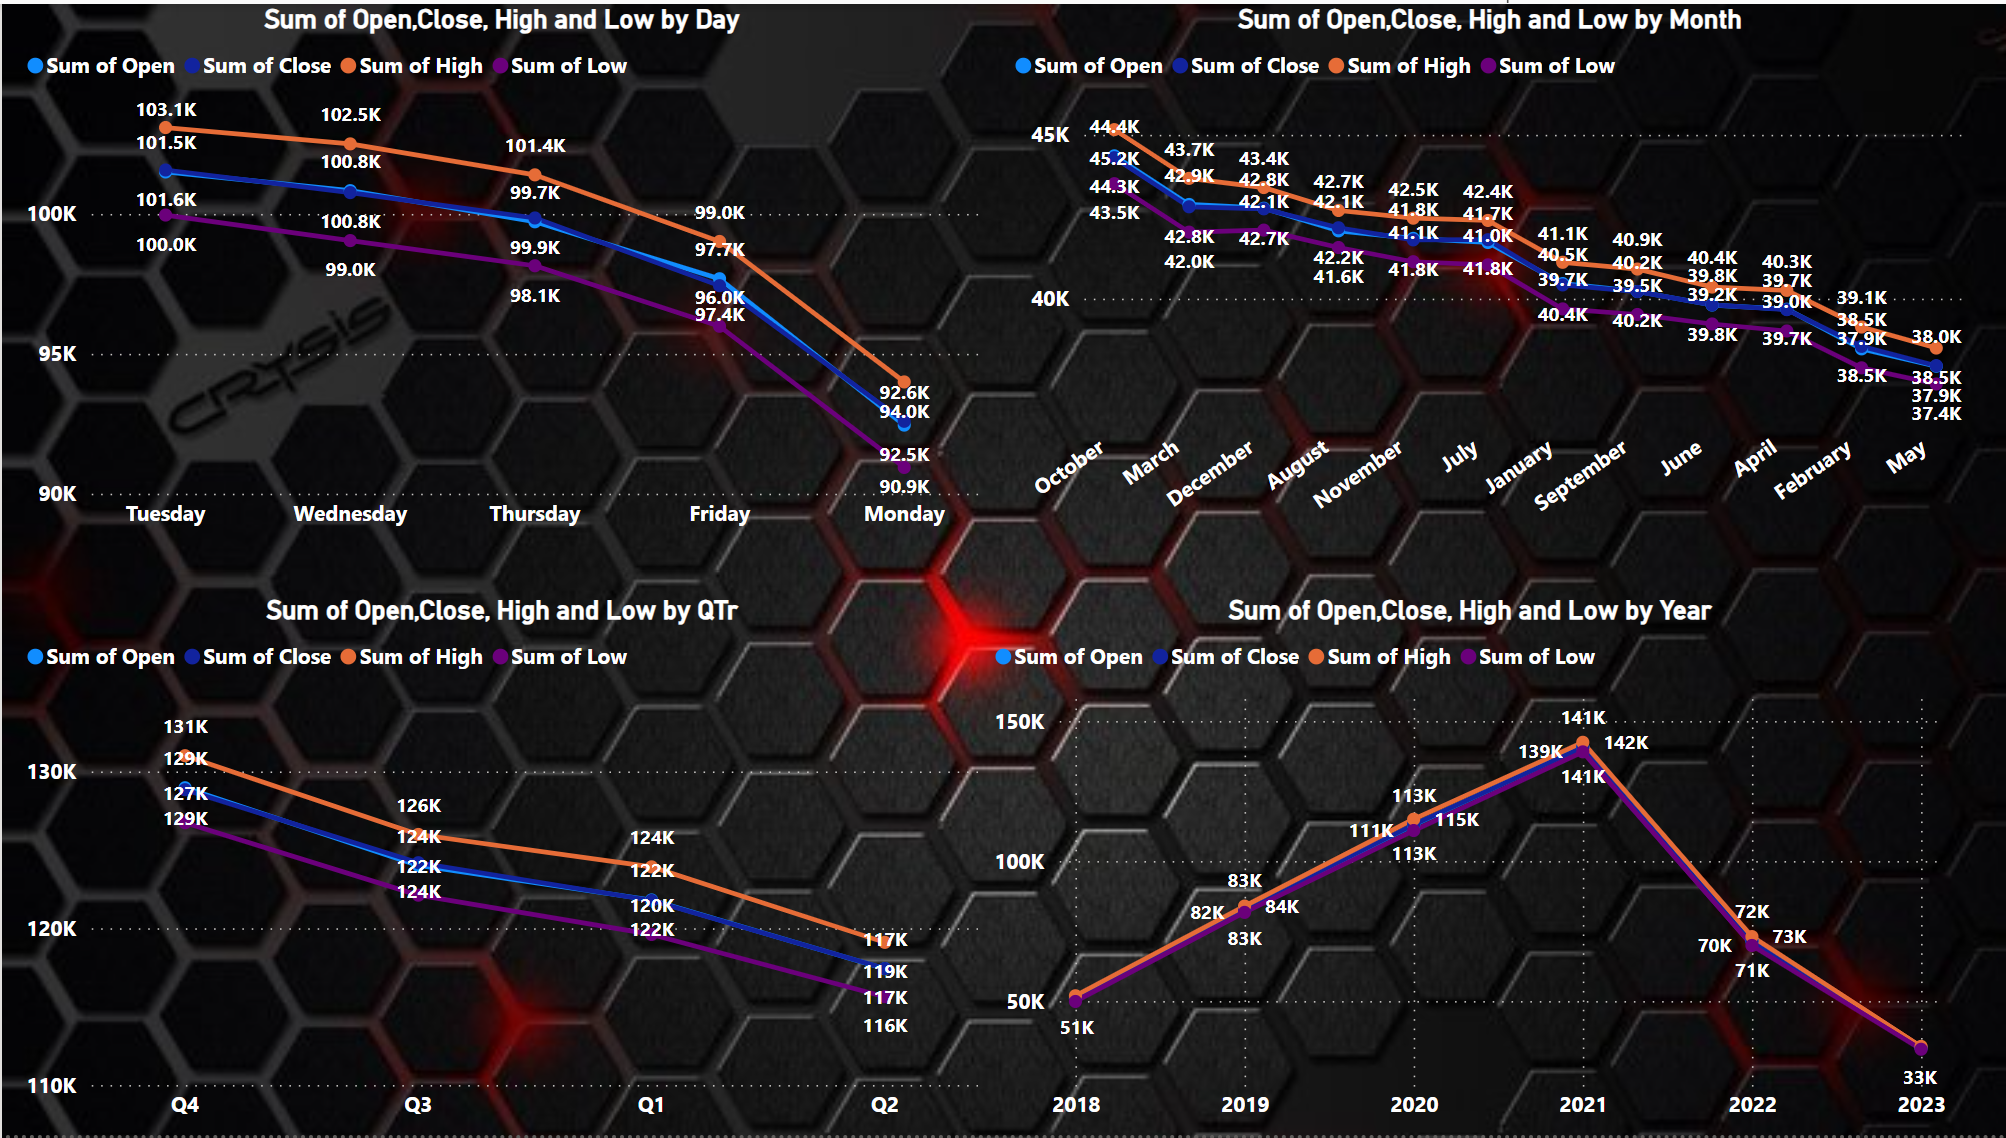 Sum of Open,Close, High and Low by Day
Sum of Open Sum of Close Sum of High Sum of Low
103.1K
102.5K
101.5K
101.4K
100.8K
99.7K
101.6K
99.0K
100K
100.8K
100.0K
99.9K
97.7K
99.0K
98.1K
96.0K
97.4K
CRYSIS
95K
92.6K
94.0K
92.5K
90.9K
90K
Tuesday Wednesday Thursday Friday Monday
Sum of Open,Close, High and Low by Month
Sum of Open Sum of Close Sum of High Sum of Low
45K
44.4K
45.2K
44.3K
43.5K
43.7K
42.9K
42.8K
42.0K
43.4K
42.8K
42.1K
42.7K
42.7K
42.1K
42.2K
41.6K
42.5K
41.8K
41.1K
41.8K
42.4K
41.7K
41.0K
41.8K
40K
41.1K
40.5K
39.7K
40.4K
40.9K
40.2K
39.5K
40.2K
40.4K
39.8K
39.2K
39.8K
40.3K
39.7K
39.0K
39.7K
39.1K
38.5K
37.9K
38.5K
38.0K
38.5K
37.9K
37.4K
October March December August November July January September June April February May
Sum of Open,Close, High and Low by QTr
Sum of Open Sum of Close Sum of High Sum of Low
131K
129K
130K
127K
129K
126K
124K
122K
124K
124K
122K
120K
122K
120K
117K
119K
117K
116K
110K
Q4 Q3 Q1 Q2
Sum of Open,Close, High and Low by Year
Sum of Open Sum of Close Sum of High Sum of Low
150K
141K
139K 142K
141K
113K
111K 115K
113K
100K
83K
82K 84K
83K
72K
70K 73K
71K
50K
51K
33K
2018 2019 2020 2021 2022 2023